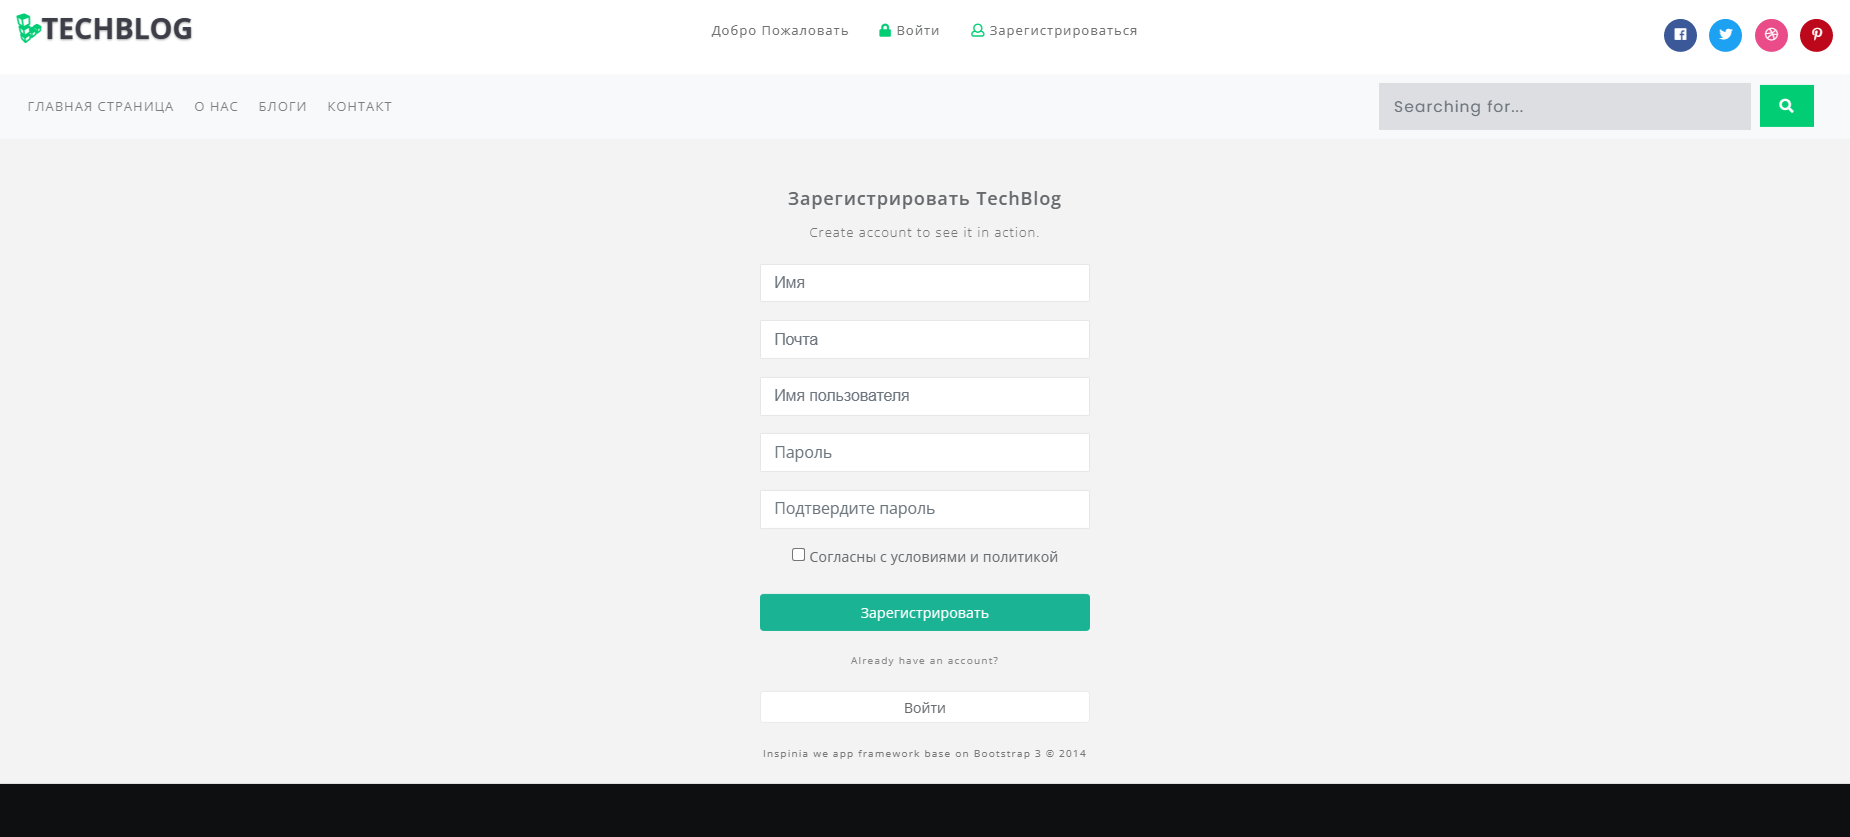 TECHBLOG
Добро Пожаловать Войти Зарегистрироваться
ГЛАВНАЯ СТРАНИЦА О НАС БЛОГИ КОНТАКТ
Searching for...
Зарегистрировать TechBlog
Create account to see it in action.
Имя
Почта
Имя пользователя
Пароль
Подтвердите пароль
Согласны с условиями и политикой
Зарегистрировать
Already have an account?
Войти
Inspinia we app framework base on Bootstrap 3 © 2014